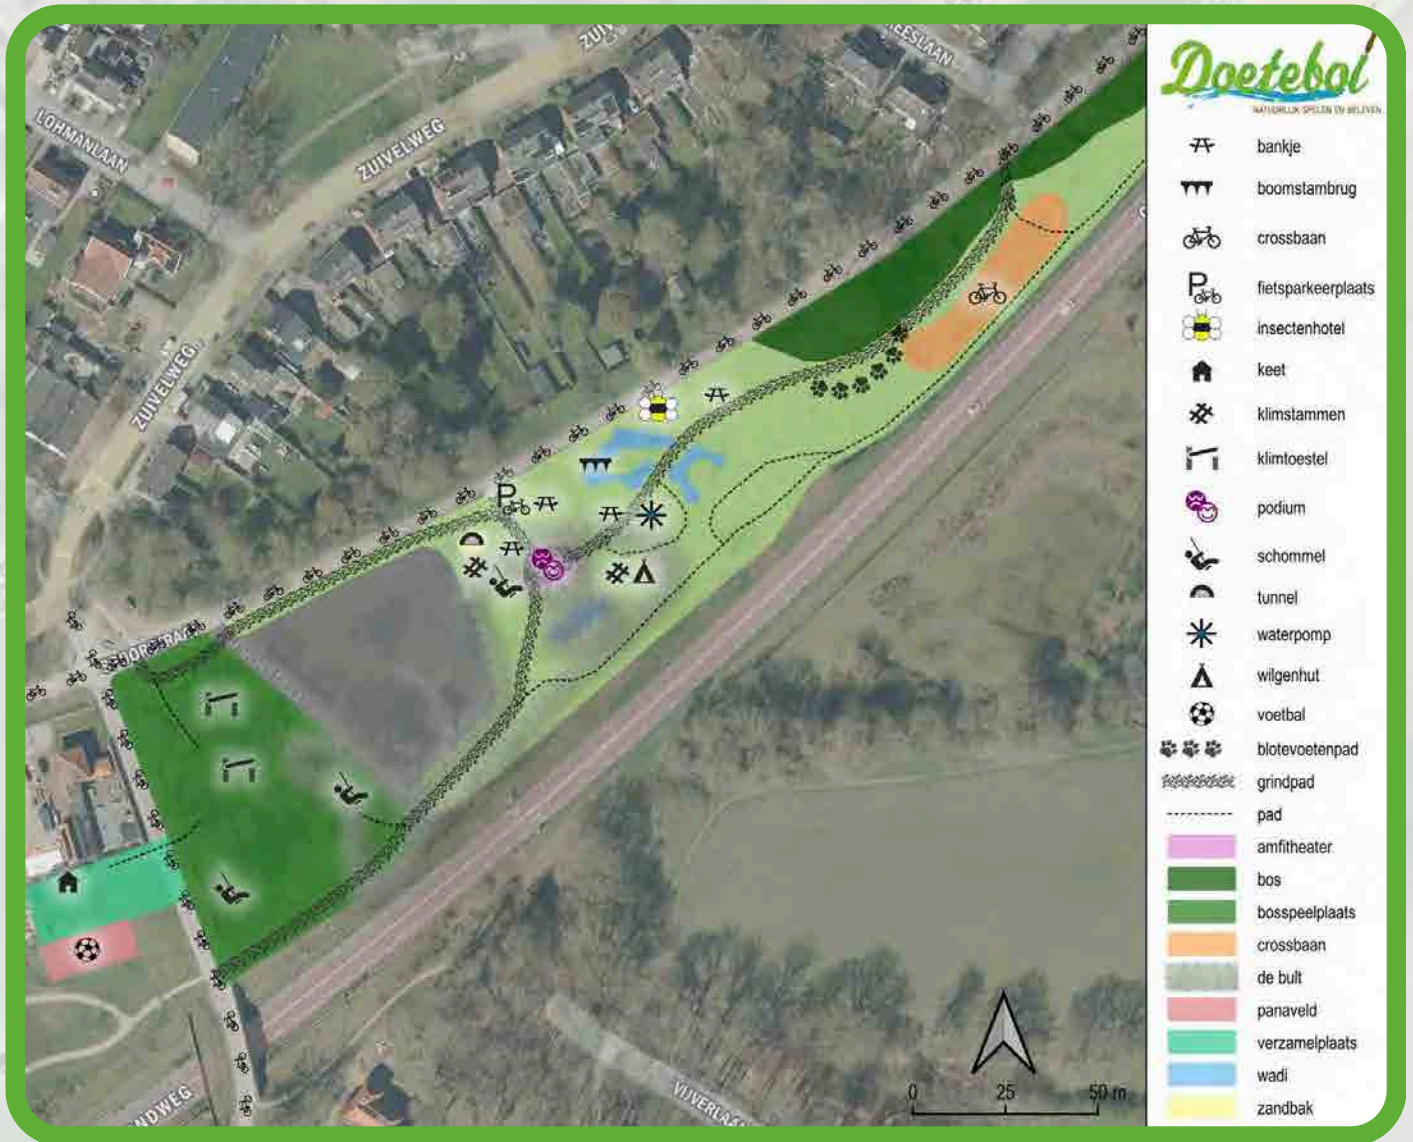 LOHMANLAAN
ZUIVELWEG
ZUIVELWEG
VIJVERLA
NDWEG
0 25 50 m
Doetebol
NATUURLIJK SPELEN EN BELEVEN
bankje
boomstambrug
crossbaan
P
fietsparkeerplaats
insectenhotel
keet
klimstammen
klimtoestel
podium
schommel
tunnel
waterpomp
wilgenhut
voetbal
blotevoetenpad
grindpad
pad
amfitheater
bos
bosspeelplaats
crossbaan
de bult
panaveld
verzamelplaats
wadi
zandbak
P